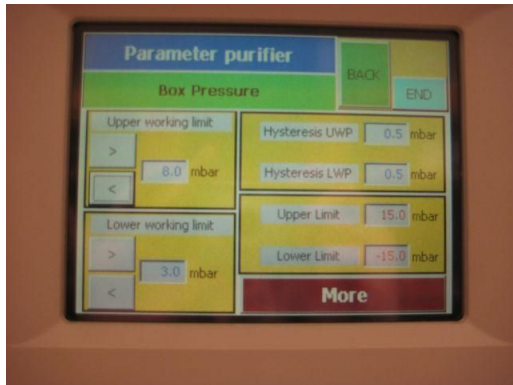 Parameter purifier
BACK
Box Pressure
END
Upper working limit
>
8.0 mbar
<
Lower working limit
>
3.0 mbar
<
Hysteresis UWP 0.5 mbar
Hysteresis LWP 0.5 mbar
Upper Limit 15.0 mbar
Lower Limit -15.0 mbar
More